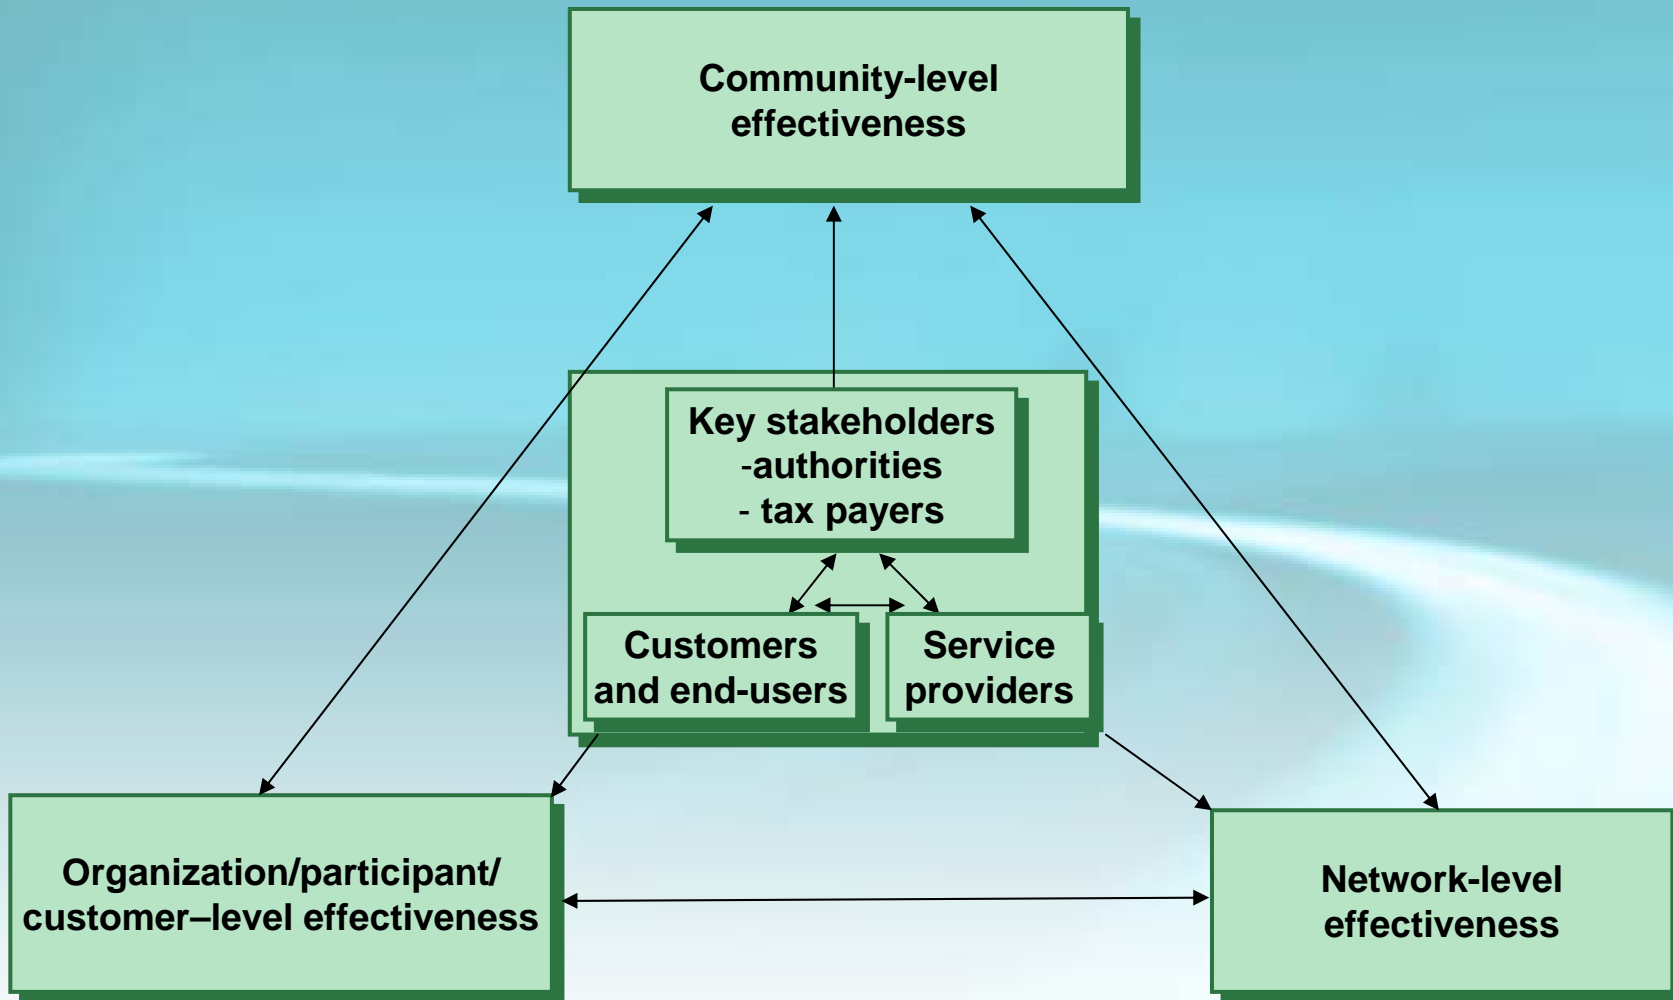 Community-level
effectiveness
Key stakeholders
-authorities
- tax payers
Customers
and end-users
Service
providers
Organization/participant/
customer–level effectiveness
Network-level
effectiveness